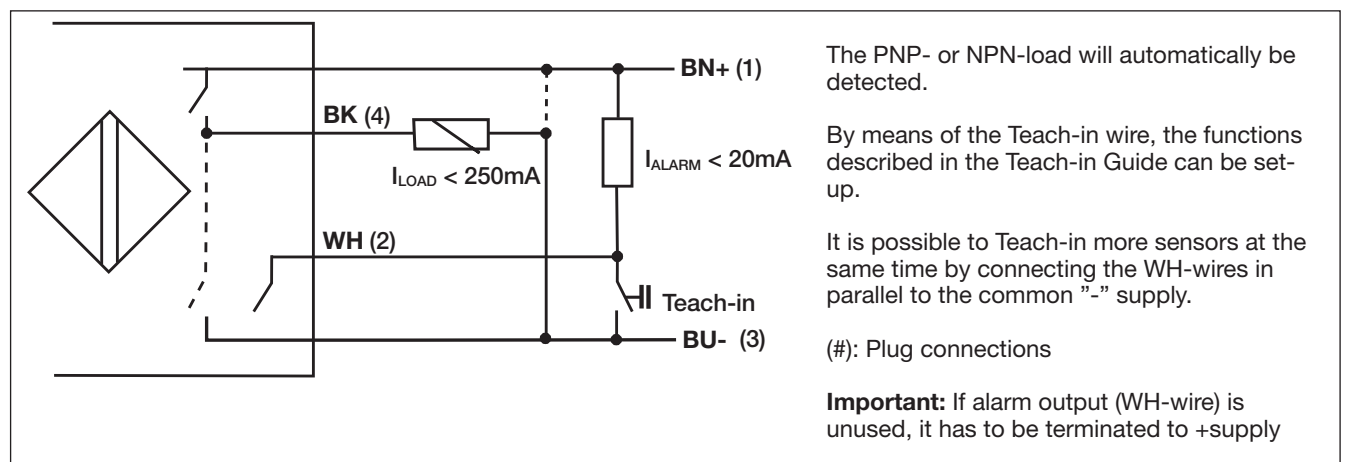 BN+ (1)
BK (4)
I_LOAD < 250mA
I_ALARM < 20mA
WH (2)
Teach-in
BU- (3)
The PNP- or NPN-load will automatically be
detected.
By means of the Teach-in wire, the functions
described in the Teach-in Guide can be set-
up.
It is possible to Teach-in more sensors at the
same time by connecting the WH-wires in
parallel to the common ”-” supply.
(#): Plug connections
Important: If alarm output (WH-wire) is
unused, it has to be terminated to +supply